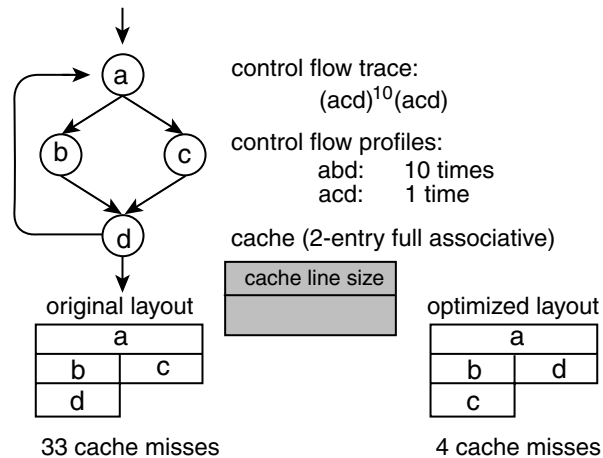 a
b
c
d
control flow trace:
(acd)¹⁰(acd)
control flow profiles:
abd: 10 times
acd: 1 time
cache (2-entry full associative)
cache line size
original layout
a
b c
d
33 cache misses
optimized layout
a
b d
c
4 cache misses